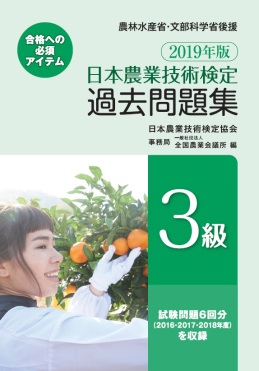 農林水産省・文部科学省後援
合格への
必須
アイテム
2019年版
日本農業技術検定
過去問題集
日本農業技術検定協会
事務局 一般社団法人 全国農業会議所 編
3級
試験問題6回分
（2016・2017・2018年度）
を収録